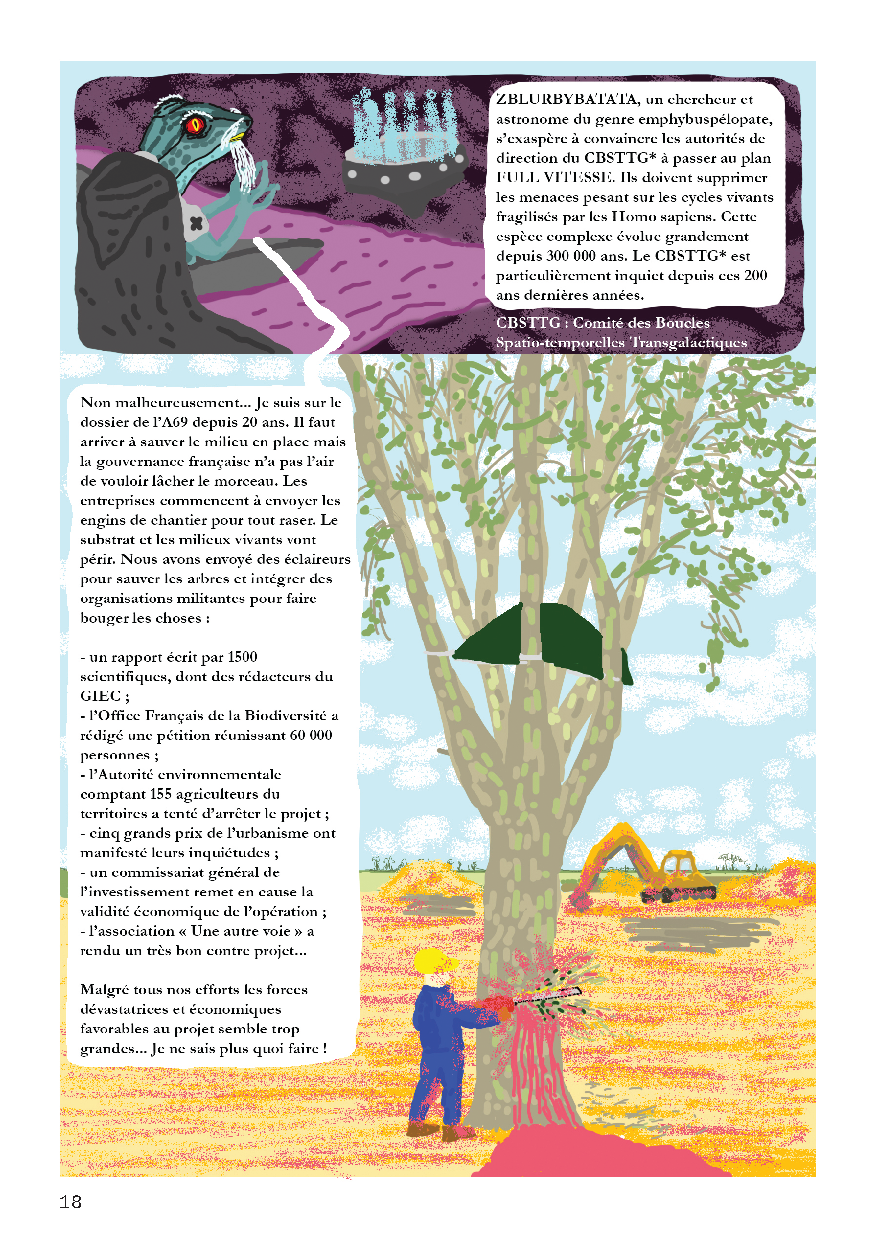 ZBLURBYBATATA, un chercheur et
astronome du genre emphybuspélopate,
s'exaspère à convaincre les autorités de
direction du CBSTTG* à passer au plan
FULL VITESSE. Ils doivent supprimer
les menaces pesant sur les cycles vivants
fragilisés par les Homo sapiens. Cette
espèce complexe évolue grandement
depuis 300 000 ans. Le CBSTTG* est
particulièrement inquiet depuis ces 200
ans dernières années.
CBSTTG : Comité des Boucles
Spatio-temporelles Transgalactiques
Non malheureusement... Je suis sur le
dossier de l'A69 depuis 20 ans. Il faut
arriver à sauver le milieu en place mais
la gouvernance française n'a pas l'air
de vouloir lâcher le morceau. Les
entreprises commencent à envoyer les
engins de chantier pour tout raser. Le
substrat et les milieux vivants vont
périr. Nous avons envoyé des éclaireurs
pour sauver les arbres et intégrer des
organisations militantes pour faire
bouger les choses :
- un rapport écrit par 1500
scientifiques, dont des rédacteurs du
GIEC ;
- l'Office Français de la Biodiversité a
rédigé une pétition réunissant 60 000
personnes ;
- l'Autorité environnementale
comptant 155 agriculteurs du
territoires a tenté d'arrêter le projet ;
- cinq grands prix de l'urbanisme ont
manifesté leurs inquiétudes ;
- un commissariat général de
l'investissement remet en cause la
validité économique de l'opération ;
- l'association « Une autre voie » a
rendu un très bon contre projet...
Malgré tous nos efforts les forces
dévastatrices et économiques
favorables au projet semble trop
grandes... Je ne sais plus quoi faire !
18